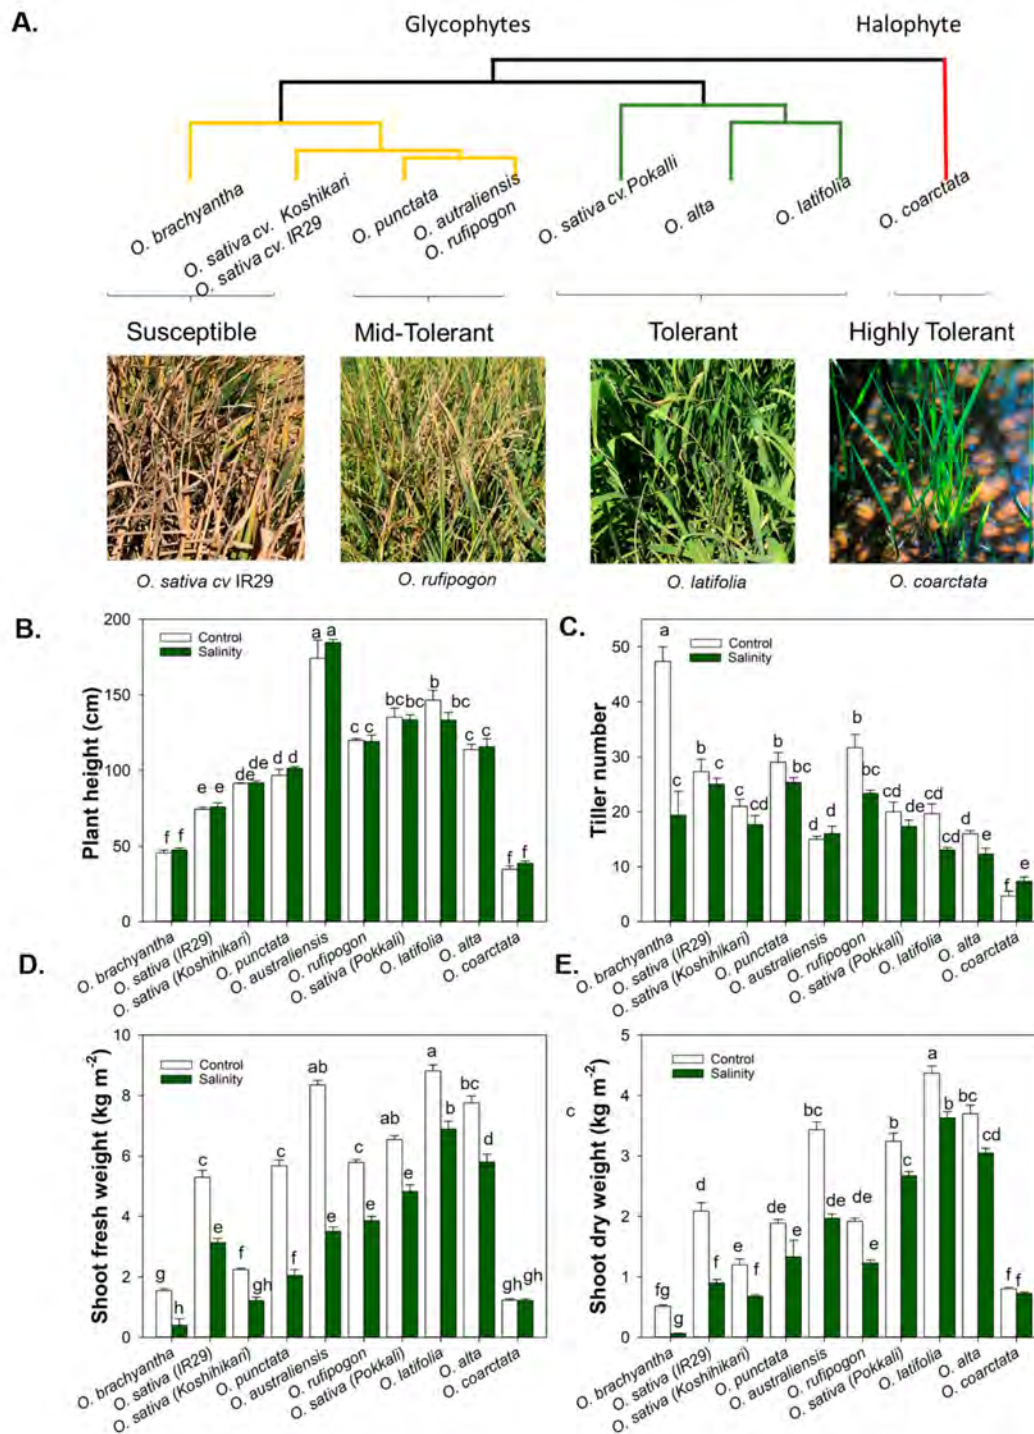 A.
Glycophytes
Halophyte
O. brachyantha
O. sativa cv. Koshikari
O. sativa cv. IR29
O. punctata
O. autraliensis
O. rufipogon
O. sativa cv. Pokalli
O. alta
O. latifolia
O. coarctata
Susceptible
Mid-Tolerant
Tolerant
Highly Tolerant
O. sativa cv IR29
O. rufipogon
O. latifolia
O. coarctata
B.
Plant height (cm)
200
150
100
50
0
Control
Salinity
f f e e de de d d a a c c bc bc b bc c c f f
O. brachyantha
O. sativa (IR29)
O. sativa (Koshihikari)
O. punctata
O. australiensis
O. rufipogon
O. sativa (Pokkali)
O. latifolia
O. alta
O. coarctata
C.
Tiller number
50
40
30
20
10
0
Control
Salinity
a c b c c cd b bc d d b bc cd de cd cd d e f e
O. brachyantha
O. sativa (IR29)
O. sativa (Koshihikari)
O. punctata
O. australiensis
O. rufipogon
O. sativa (Pokkali)
O. latifolia
O. alta
O. coarctata
D.
Shoot fresh weight (kg m-2)
10
8
6
4
2
0
Control
Salinity
g h c e f gh c f ab e c e ab e a b bc d gh gh
O. brachyantha
O. sativa (IR29)
O. sativa (Koshihikari)
O. punctata
O. australiensis
O. rufipogon
O. sativa (Pokkali)
O. latifolia
O. alta
O. coarctata
E.
c
Shoot dry weight (kg m-2)
5
4
3
2
1
0
Control
Salinity
fg g d f e f de e bc de de e b c a b bc cd f f
O. brachyantha
O. sativa (IR29)
O. sativa (Koshihikari)
O. punctata
O. australiensis
O. rufipogon
O. sativa (Pokkali)
O. latifolia
O. alta
O. coarctata